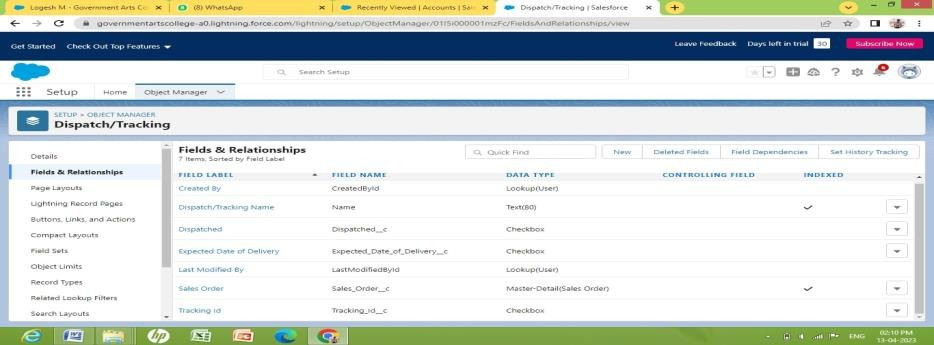 Logesh M - Government Arts Co
(8) WhatsApp
Recently Viewed | Accounts | Sale
Dispatch/Tracking | Salesforce
governmentartscollege-a0.lightning.force.com/lightning/setup/ObjectManager/01I5i000001mzFc/FieldsAndRelationships/view
Get Started Check Out Top Features Leave Feedback Days left in trial 30 Subscribe Now
Search Setup
Setup Home Object Manager
SETUP > OBJECT MANAGER
Dispatch/Tracking
Details
Fields & Relationships
Page Layouts
Lightning Record Pages
Buttons, Links, and Actions
Compact Layouts
Field Sets
Object Limits
Record Types
Related Lookup Filters
Search Layouts
Fields & Relationships
7 Items, Sorted by Field Label
Quick Find New Deleted Fields Field Dependencies Set History Tracking
FIELD LABEL FIELD NAME DATA TYPE CONTROLLING FIELD INDEXED
Created By CreatedById Lookup(User)
Dispatch/Tracking Name Name Text(80)
Dispatched Dispatched__c Checkbox
Expected Date of Delivery Expected_Date_of_Delivery__c Checkbox
Last Modified By LastModifiedById Lookup(User)
Sales Order Sales_Order__c Master-Detail(Sales Order)
Tracking Id Tracking_Id__c Checkbox
ENG 02:10 PM
13-04-2023